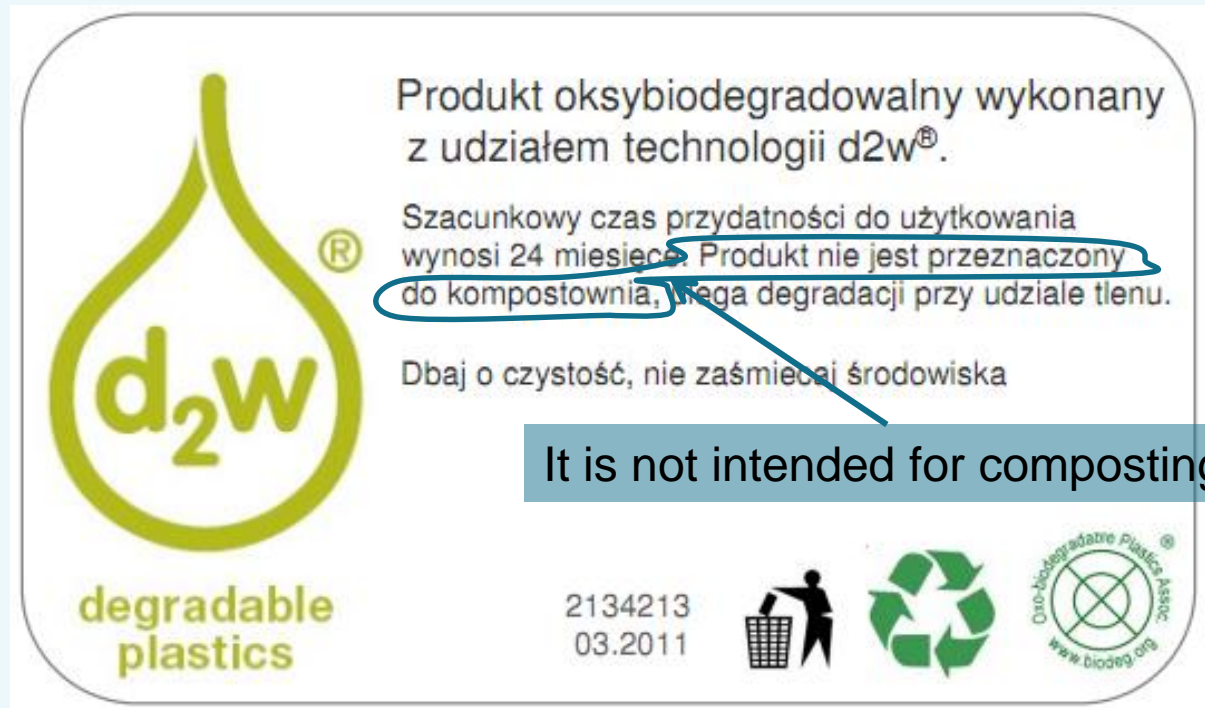 Produkt oksybiodegradowalny wykonany
z udziałem technologii d2w®.
Szacunkowy czas przydatności do użytkowania
wynosi 24 miesiące. Produkt nie jest przeznaczony
do kompostownia, ulega degradacji przy udziale tlenu.
Dbaj o czystość, nie zaśmiecaj środowiska
d2w
®
It is not intended for composting
degradable
plastics
2134213
03.2011
Oxo-biodegradable Plastics Assoc. ®
www.biodeg.org